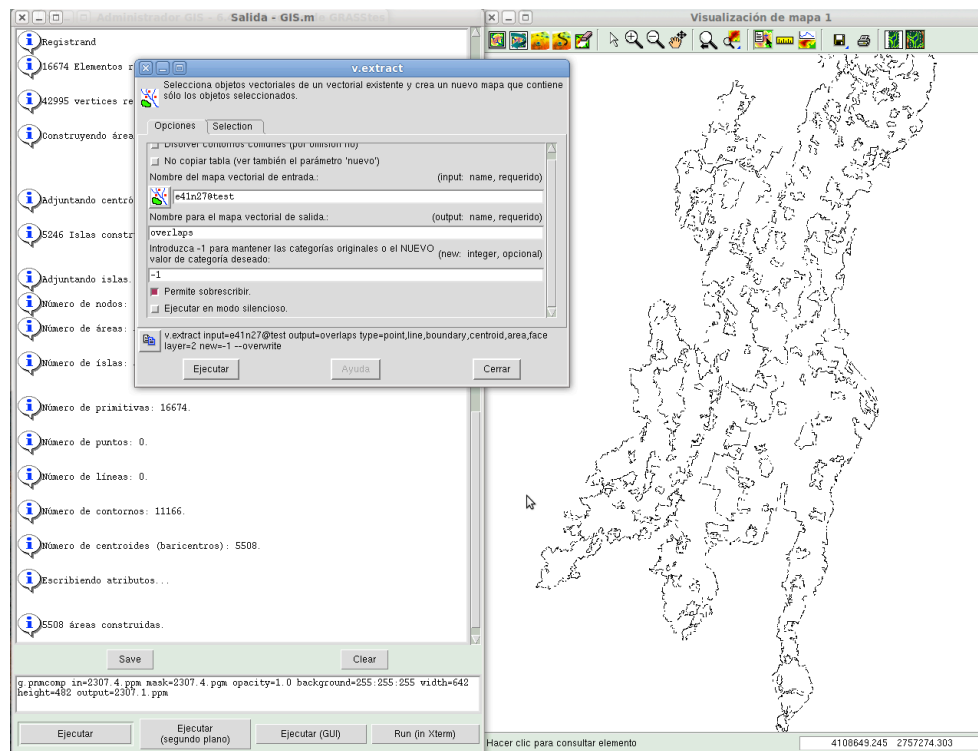 Administrador GIS - 6.
GRASStes
Salida - GIS.m
Registrand
16674 Elementos r
42995 vertices re
Construyendo área
Adjuntando centró
5246 Islas constr
Adjuntando islas.
Número de nodos:
Número de áreas:
Número de íslas:
Número de primitivas: 16674.
Número de puntos: 0.
Número de líneas: 0.
Número de contornos: 11166.
Número de centroides (baricentros): 5508.
Escribiendo atributos...
5508 áreas construidas.
Save
Clear
g.pnmcomp in=2307.4.ppm mask=2307.4.pgm opacity=1.0 background=255:255:255 width=642
height=482 output=2307.1.ppm
Ejecutar
Ejecutar
(segundo plano)
Ejecutar (GUI)
Run (in Xterm)
v.extract
Selecciona objetos vectoriales de un vectorial existente y crea un nuevo mapa que contiene
sólo los objetos seleccionados.
Opciones
Selection
Disolver contornos comunes (por omisión no)
No copiar tabla (ver también el parámetro 'nuevo')
Nombre del mapa vectorial de entrada.:
(input: name, requerido)
e41n27@test
Nombre para el mapa vectorial de salida.:
(output: name, requerido)
overlaps
Introduzca -1 para mantener las categorías originales o el NUEVO
valor de categoría deseado:
(new: integer, opcional)
-1
Permite sobrescribir.
Ejecutar en modo silencioso.
v.extract input=e41n27@test output=overlaps type=point,line,boundary,centroid,area,face
layer=2 new=-1 --overwrite
Ejecutar
Ayuda
Cerrar
Visualización de mapa 1
Hacer clic para consultar elemento
4108649.245 2757274.303